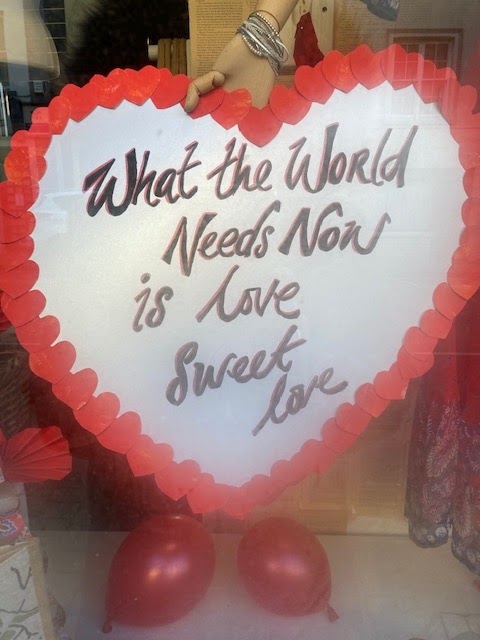 What the World
Needs Now
is love
Sweet
love